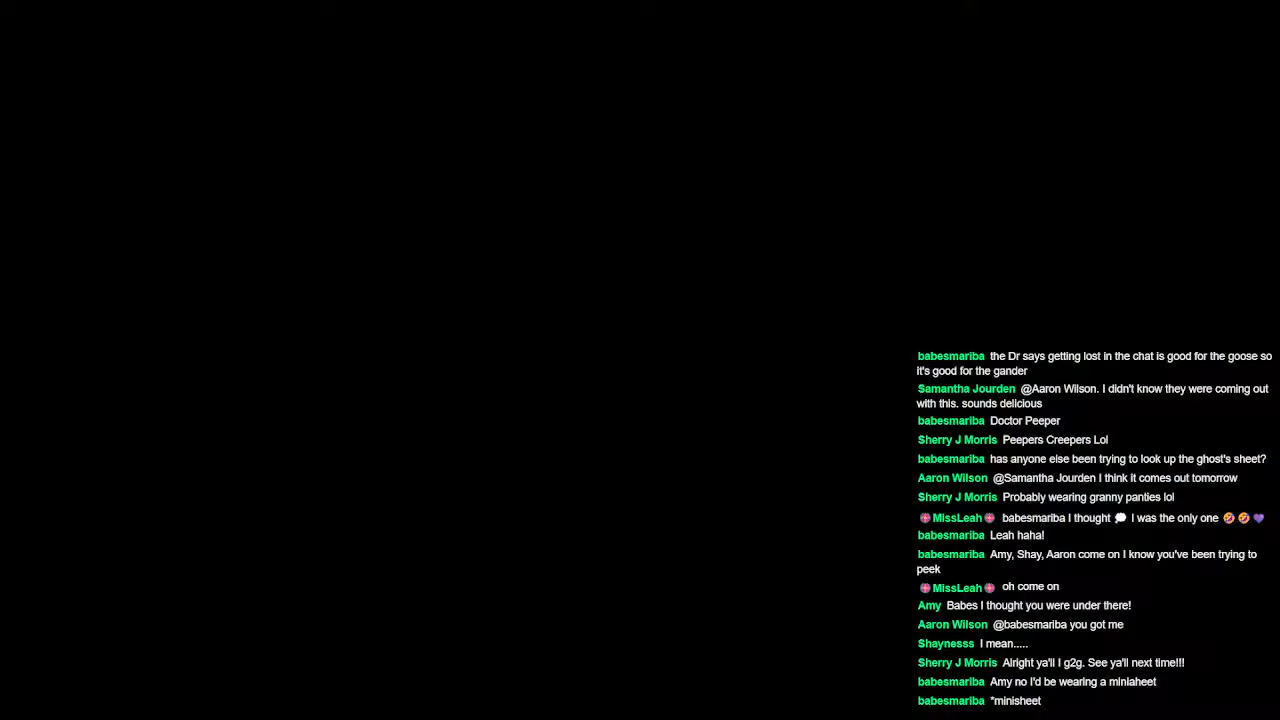 babesmariba the Dr says getting lost in the chat is good for the goose so
it's good for the gander
Samantha Jourden @Aaron Wilson. I didn't know they were coming out
with this. sounds delicious
babesmariba Doctor Peeper
Sherry J Morris Peepers Creepers Lol
babesmariba has anyone else been trying to look up the ghost's sheet?
Aaron Wilson @Samantha Jourden I think it comes out tomorrow
Sherry J Morris Probably wearing granny panties lol
🌸MissLeah🌸 babesmariba I thought 💭 I was the only one 🤣🤣💜
babesmariba Leah haha!
babesmariba Amy, Shay, Aaron come on I know you've been trying to
peek
🌸MissLeah🌸 oh come on
Amy Babes I thought you were under there!
Aaron Wilson @babesmariba you got me
Shaynesss I mean.....
Sherry J Morris Alright ya'll I g2g. See ya'll next time!!!
babesmariba Amy no I'd be wearing a miniaheet
babesmariba *minisheet